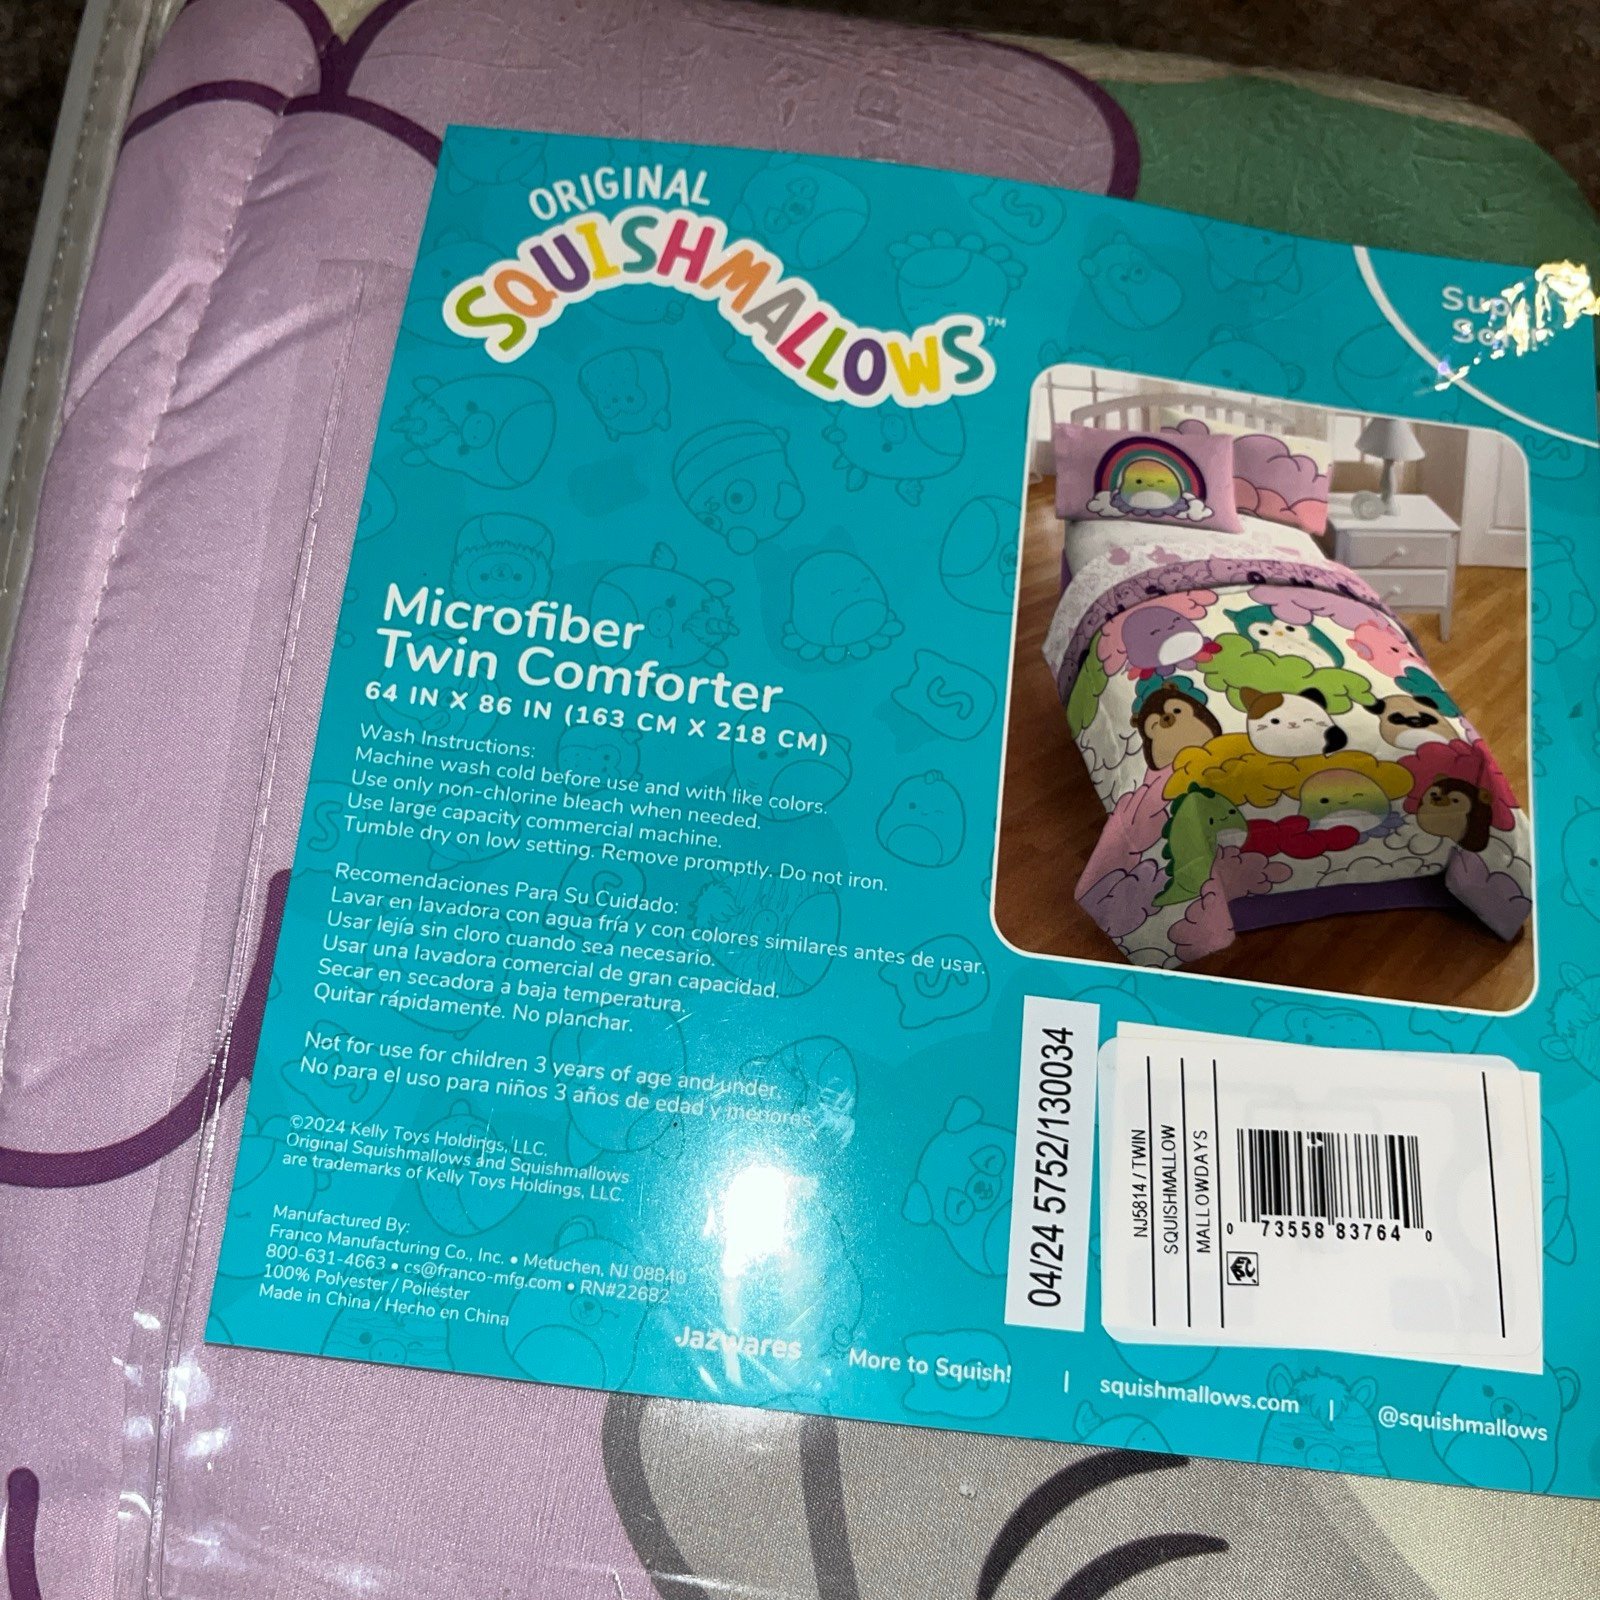 ORIGINAL
SQUISHMALLOWS™
Microfiber
Twin Comforter
64 IN X 86 IN (163 CM X 218 CM)
Wash Instructions:
Machine wash cold before use and with like colors.
Use only non-chlorine bleach when needed.
Use large capacity commercial machine.
Tumble dry on low setting. Remove promptly. Do not iron.
Recomendaciones Para Su Cuidado:
Lavar en lavadora con agua fría y con colores similares antes de usar.
Usar lejía sin cloro cuando sea necesario.
Usar una lavadora comercial de gran capacidad.
Secar en secadora a baja temperatura.
Quitar rápidamente. No planchar.
Not for use for children 3 years of age and under.
No para el uso para niños 3 años de edad y menores.
©2024 Kelly Toys Holdings, LLC.
Original Squishmallows and Squishmallows
are trademarks of Kelly Toys Holdings, LLC.
Manufactured By:
Franco Manufacturing Co., Inc. • Metuchen, NJ 08840
800-631-4663 • cs@franco-mfg.com • RN#22682
100% Polyester / Poliéster
Made in China / Hecho en China
Jazwares
More to Squish! | squishmallows.com | @squishmallows
04/24 5752/130034
NJ5814 / TWIN
SQUISHMALLOW
MALLOWDAYS
0 73558 83764 0